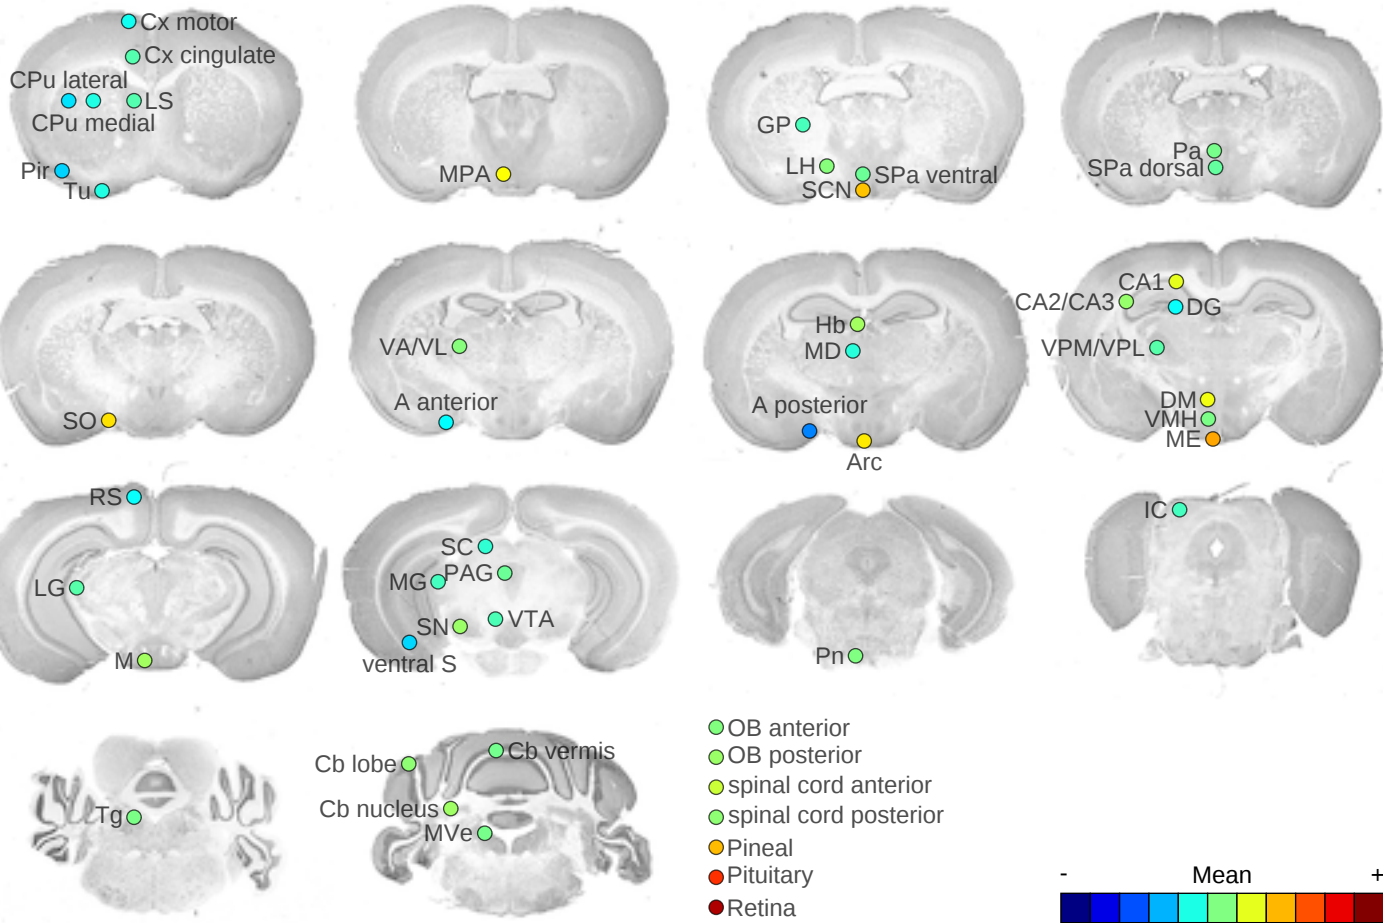 Cx motor
Cx cingulate
CPu lateral
LS
CPu medial
Pir
Tu
MPA
GP
LH
SPa ventral
SCN
Pa
SPa dorsal
SO
VA/VL
A anterior
Hb
MD
A posterior
Arc
CA1
CA2/CA3
DG
VPM/VPL
DM
VMH
ME
RS
LG
M
SC
MG
PAG
SN
VTA
ventral S
Pn
IC
Tg
Cb lobe
Cb vermis
Cb nucleus
MVe
OB anterior
OB posterior
spinal cord anterior
spinal cord posterior
Pineal
Pituitary
Retina
- Mean +